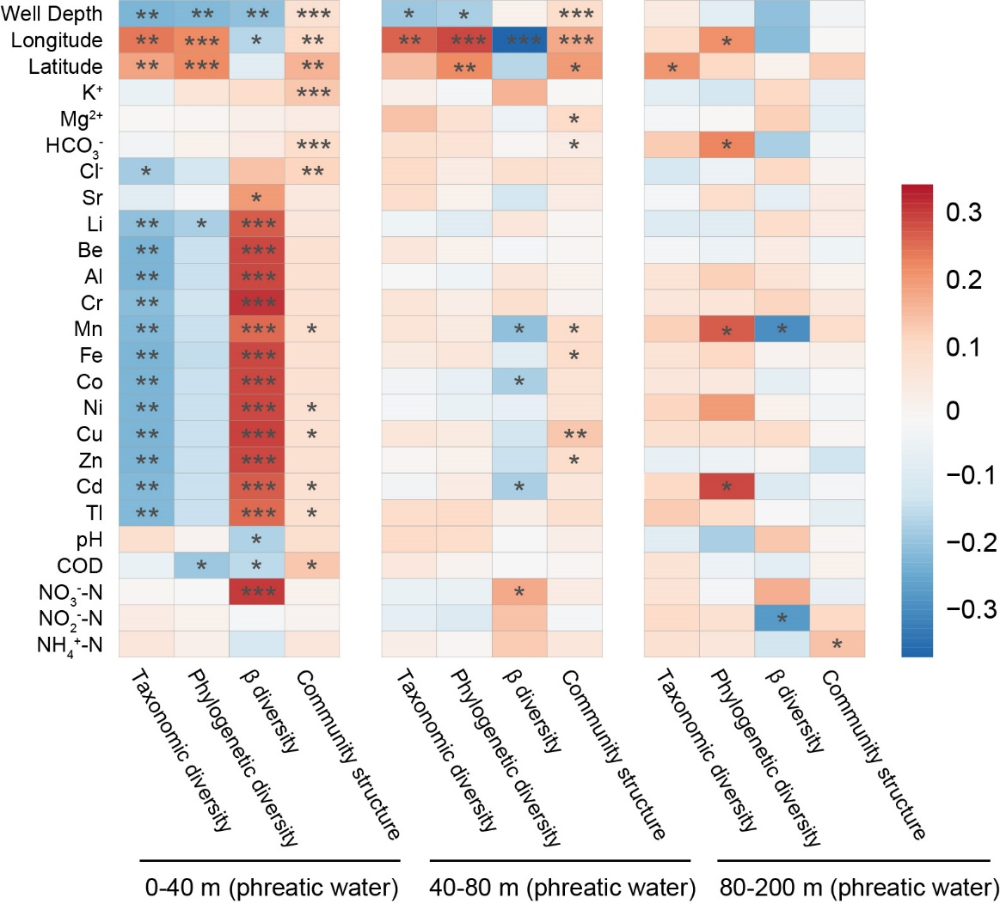 Well Depth ** ** ** *** * * ***
Longitude ** *** * ** ** *** *** *** *
Latitude ** *** ** ** * *
K⁺ ***
Mg²⁺ *
HCO₃⁻ *** * *
Cl⁻ * **
Sr *
Li ** * ***
Be ** ***
Al ** ***
Cr ** ***
Mn ** *** * * * * *
Fe ** *** *
Co ** *** *
Ni ** *** *
Cu ** *** * **
Zn ** *** *
Cd ** *** * * *
Tl ** *** *
pH *
COD * * *
NO₃⁻-N *** *
NO₂⁻-N *
NH₄⁺-N *
0.3
0.2
0.1
0
−0.1
−0.2
−0.3
Taxonomic diversity
Phylogenetic diversity
β diversity
Community structure
Taxonomic diversity
Phylogenetic diversity
β diversity
Community structure
Taxonomic diversity
Phylogenetic diversity
β diversity
Community structure
0-40 m (phreatic water)
40-80 m (phreatic water)
80-200 m (phreatic water)